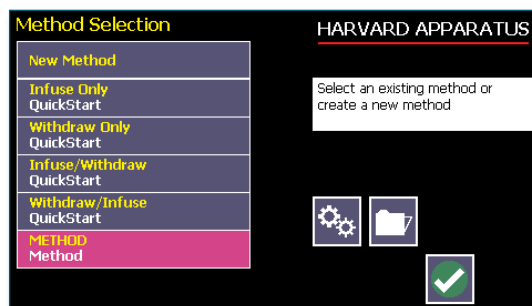 Method Selection
HARVARD APPARATUS
New Method
Infuse Only
QuickStart
Withdraw Only
QuickStart
Infuse/Withdraw
QuickStart
Withdraw/Infuse
QuickStart
METHOD
Method
Select an existing method or
create a new method